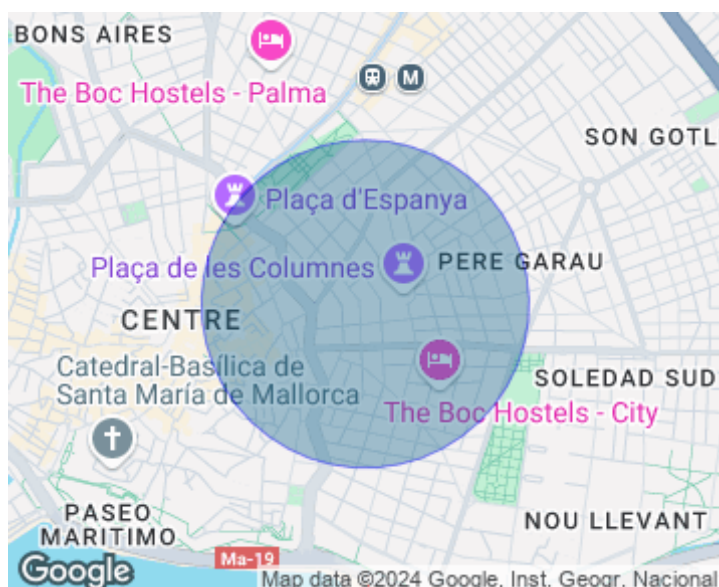 BONS AIRES
The Boc Hostels - Palma
M
SON GOTL
Plaça d'Espanya
Plaça de les Columnes
PERE GARAU
CENTRE
Catedral-Basílica de
Santa María de Mallorca
SOLEDAD SUD
The Boc Hostels - City
PASEO
MARITIMO
NOU LLEVANT
Ma-19
Google
Map data ©2024 Google, Inst. Geogr. Nacional